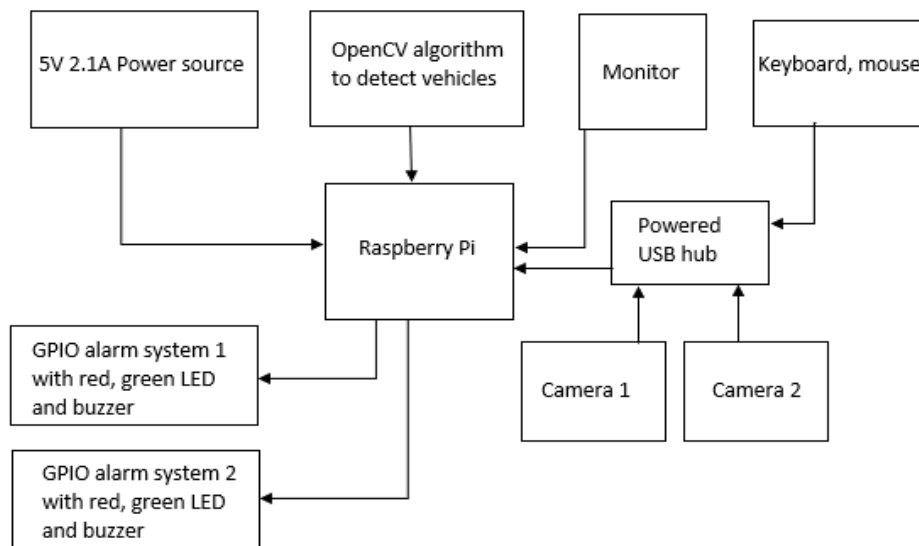 5V 2.1A Power source
OpenCV algorithm
to detect vehicles
Monitor
Keyboard, mouse
Raspberry Pi
Powered
USB hub
GPIO alarm system 1
with red, green LED
and buzzer
Camera 1
Camera 2
GPIO alarm system 2
with red, green LED
and buzzer